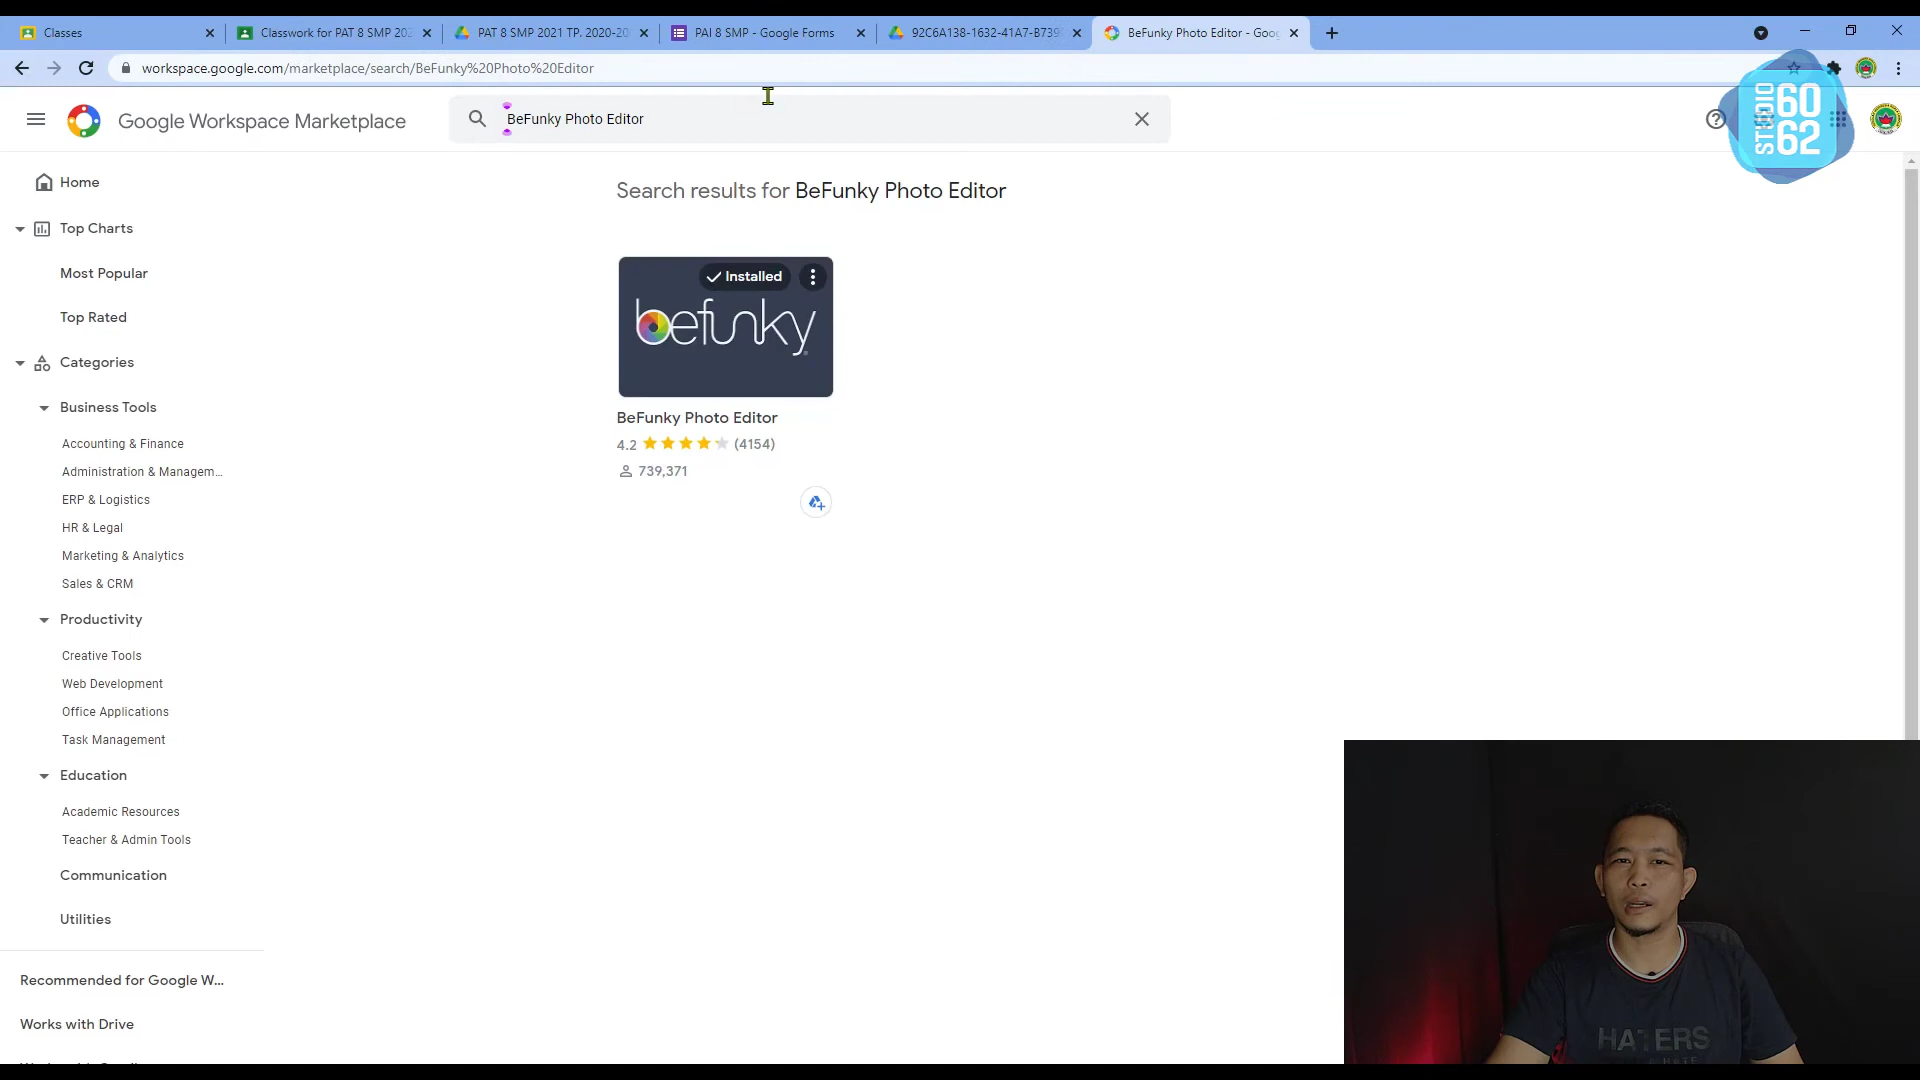 Classes
Classwork for PAT 8 SMP 202
PAT 8 SMP 2021 TP. 2020-20
PAI 8 SMP - Google Forms
92C6A138-1632-41A7-B739
BeFunky Photo Editor - Goog
workspace.google.com/marketplace/search/BeFunky%20Photo%20Editor
Google Workspace Marketplace
BeFunky Photo Editor
STUDIO 60 62
Home
Top Charts
Most Popular
Top Rated
Categories
Business Tools
Accounting & Finance
Administration & Managem...
ERP & Logistics
HR & Legal
Marketing & Analytics
Sales & CRM
Productivity
Creative Tools
Web Development
Office Applications
Task Management
Education
Academic Resources
Teacher & Admin Tools
Communication
Utilities
Recommended for Google W...
Works with Drive
Search results for BeFunky Photo Editor
Installed
befunky
BeFunky Photo Editor
4.2 (4154)
739,371
HATERS